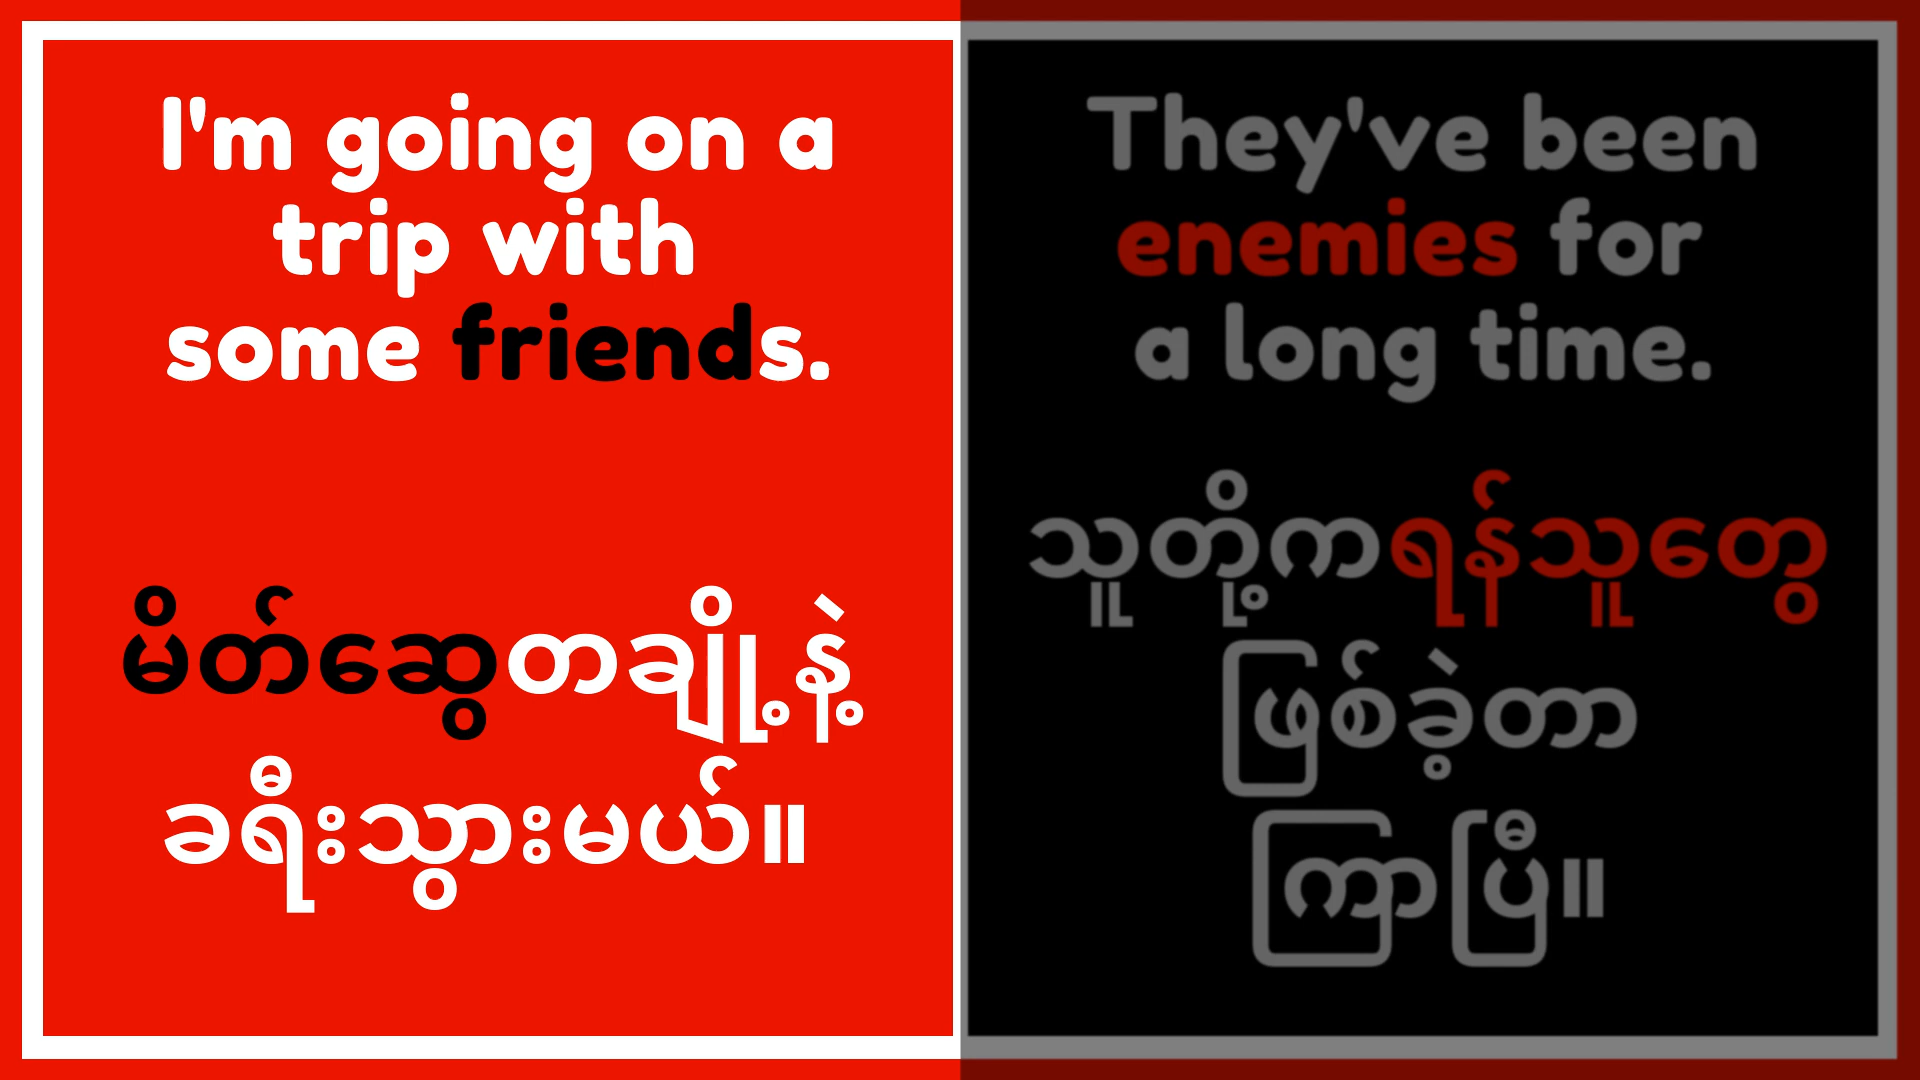 I'm going on a
trip with
some friends.
မိတ်ဆွေတချို့နဲ့
ခရီးသွားမယ်။
They've been
enemies for
a long time.
သူတို့ကရန်သူတွေ
ဖြစ်ခဲ့တာ
ကြာပြီ။